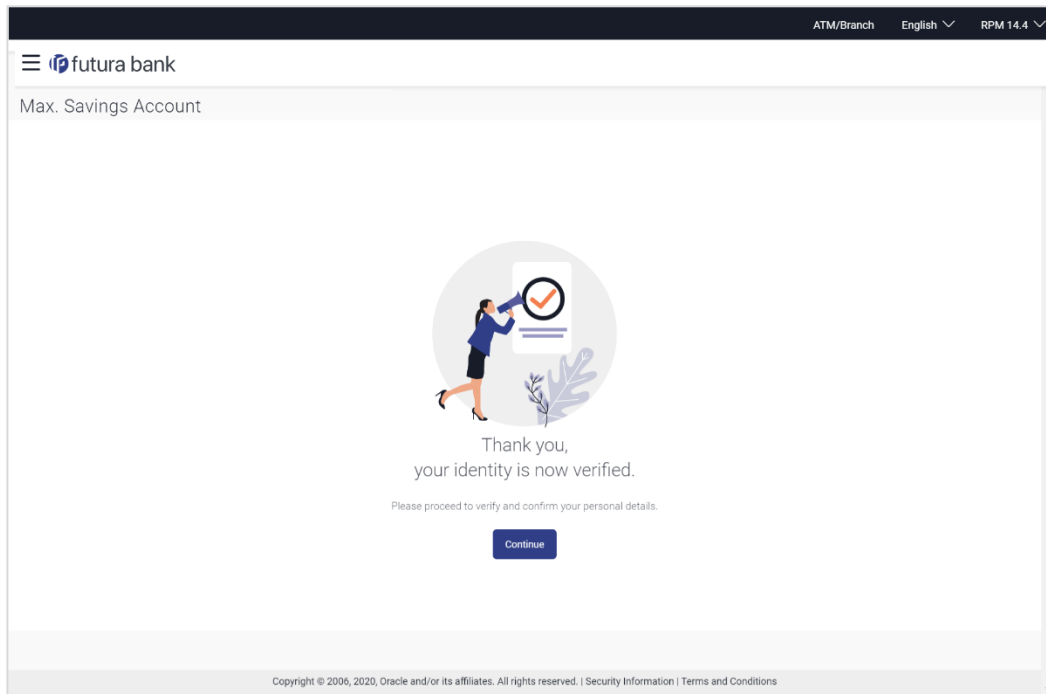 ATM/Branch English RPM 14.4
futura bank
Max. Savings Account
Thank you,
your identity is now verified.
Please proceed to verify and confirm your personal details.
Continue
Copyright © 2006, 2020, Oracle and/or its affiliates. All rights reserved. | Security Information | Terms and Conditions